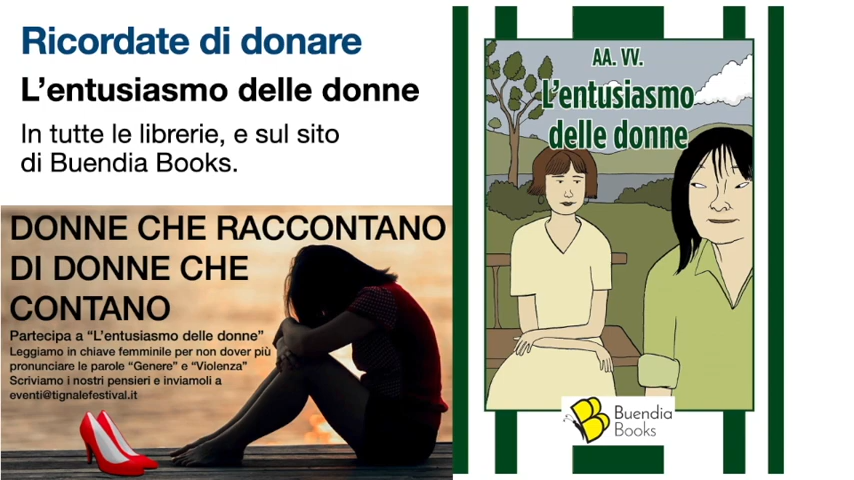 Ricordate di donare
L’entusiasmo delle donne
In tutte le librerie, e sul sito
di Buendia Books.
DONNE CHE RACCONTANO
DI DONNE CHE
CONTANO
Partecipa a “L’entusiasmo delle donne”
Leggiamo in chiave femminile per non dover più
pronunciare le parole “Genere” e “Violenza”
Scriviamo i nostri pensieri e inviamoli a
eventi@tignalefestival.it
AA. VV.
L’entusiasmo
delle donne
Buendia
Books